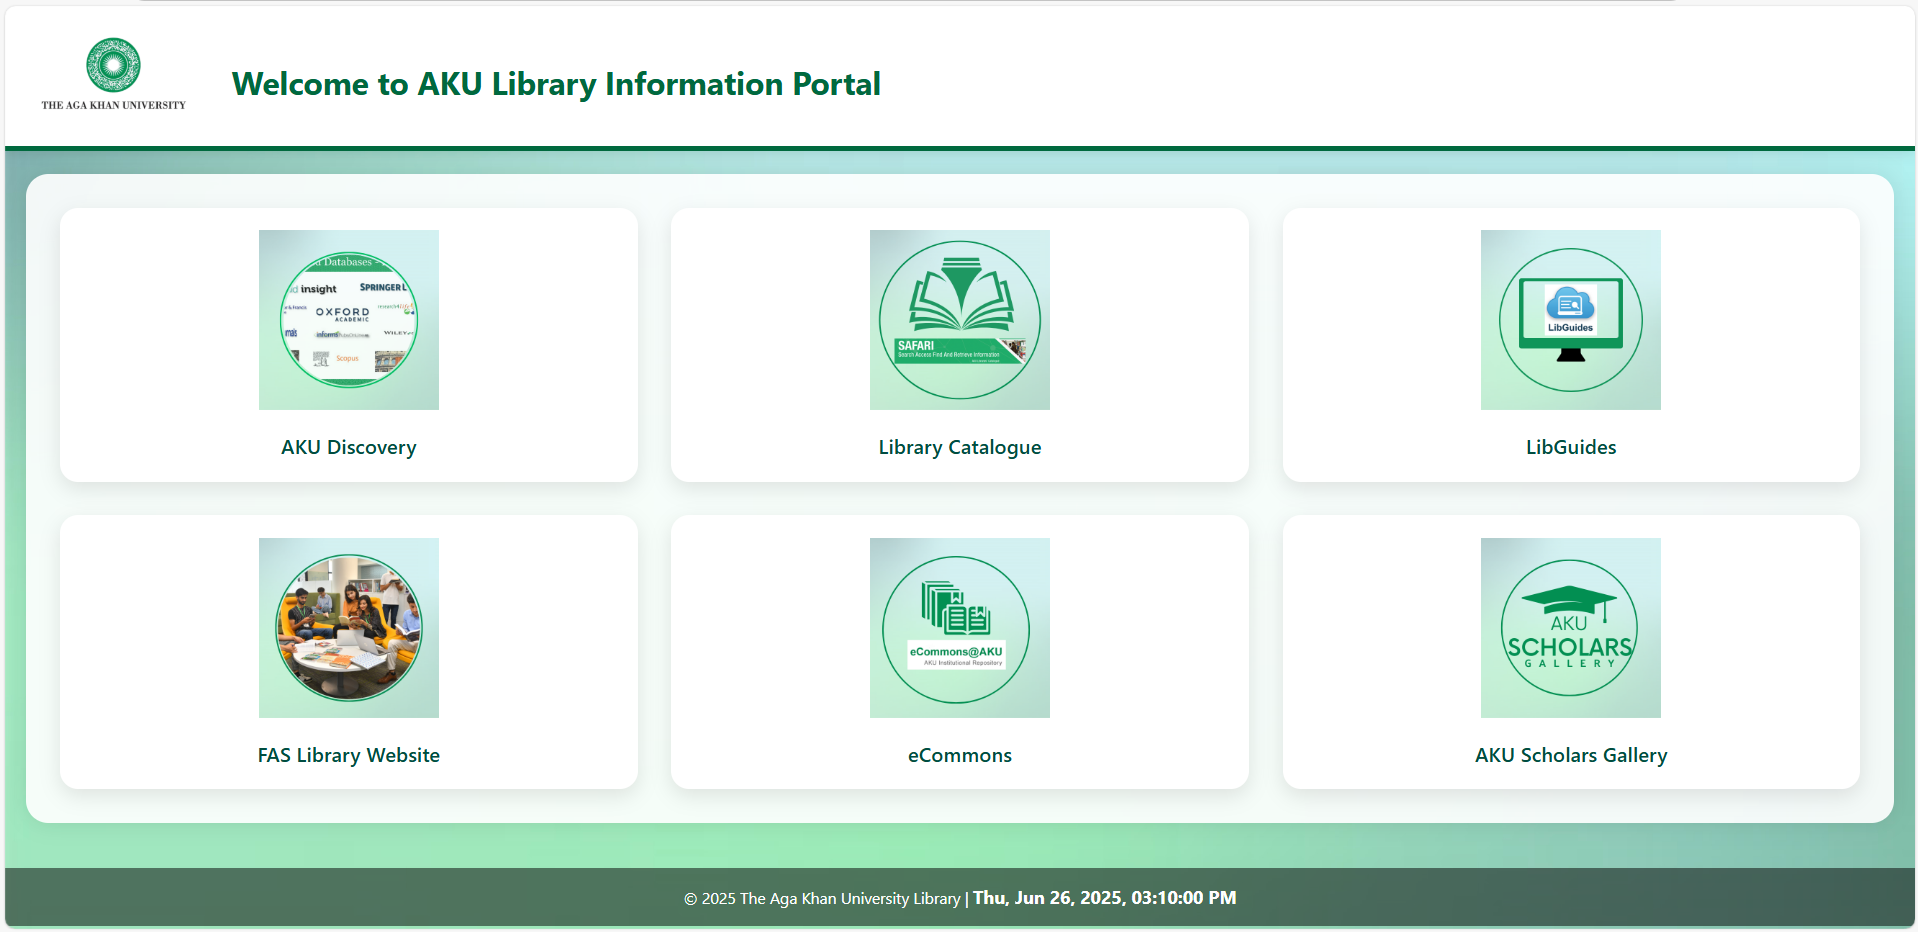 THE AGA KHAN UNIVERSITY
Welcome to AKU Library Information Portal
Databases
insight
SPRINGER
OXFORD
ACADEMIC
WILEY
Scopus
AKU Discovery
SAFARI
Search Access Find And Retrieve Information
Library Catalogue
LibGuides
LibGuides
FAS Library Website
eCommons@AKU
AKU Institutional Repository
eCommons
AKU
SCHOLARS
GALLERY
AKU Scholars Gallery
© 2025 The Aga Khan University Library | Thu, Jun 26, 2025, 03:10:00 PM